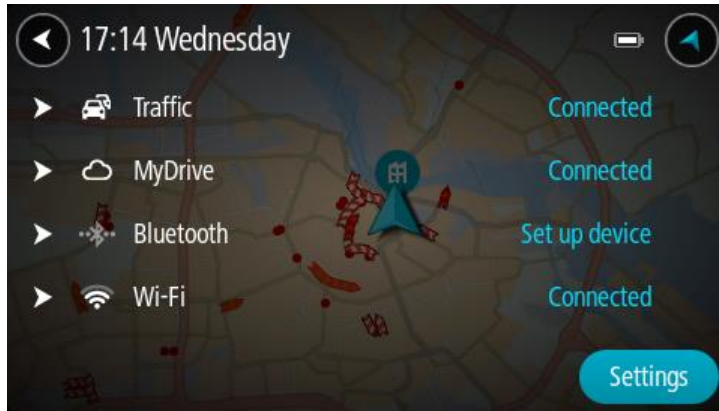 17:14 Wednesday
Traffic Connected
MyDrive Connected
Bluetooth Set up device
Wi-Fi Connected
Settings